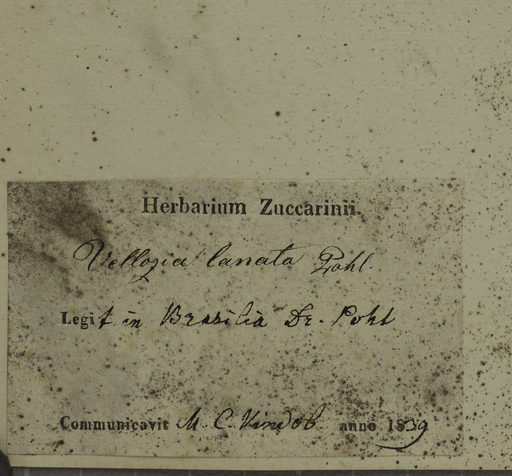 Herbarium Zuccarinii.
Vellozia lanata Pohl.
Legit in Brasilia Dr. Pohl
Communicavit M. C. Vindob. anno 1839